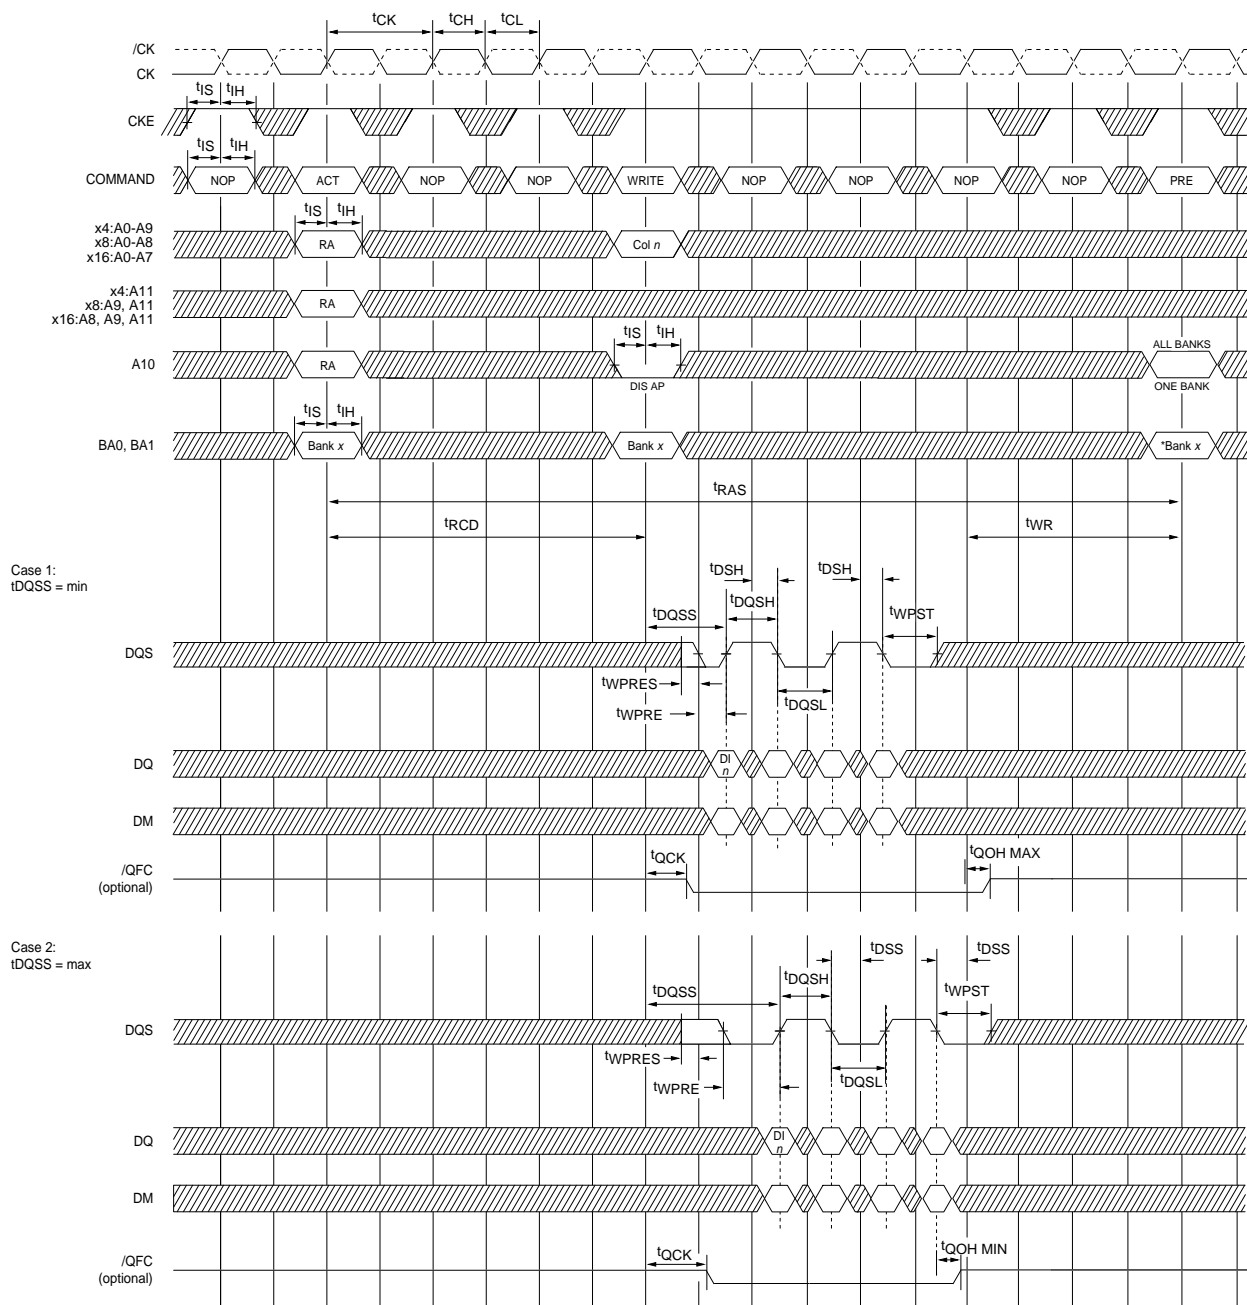 tCK tCH tCL
/CK
CK
tIS tIH
CKE
tIS tIH
COMMAND NOP ACT NOP NOP WRITE NOP NOP NOP NOP PRE
tIS tIH
x4:A0-A9
x8:A0-A8
x16:A0-A7
RA Col n
x4:A11
x8:A9, A11
x16:A8, A9, A11
RA
tIS tIH
ALL BANKS
A10 RA
DIS AP ONE BANK
tIS tIH
BA0, BA1 Bank x Bank x *Bank x
tRAS
tRCD tWR
Case 1:
tDQSS = min
tDSH tDSH
tDQSH
tDQSS tWPST
DQS
tWPRES
tDQSL
tWPRE
DQ DI
n
DM
tQCK tQOH MAX
/QFC
(optional)
Case 2:
tDQSS = max
tDSS tDSS
tDQSH
tDQSS tWPST
DQS
tWPRES
tWPRE tDQSL
DQ DI
n
DM
tQCK tQOH MIN
/QFC
(optional)